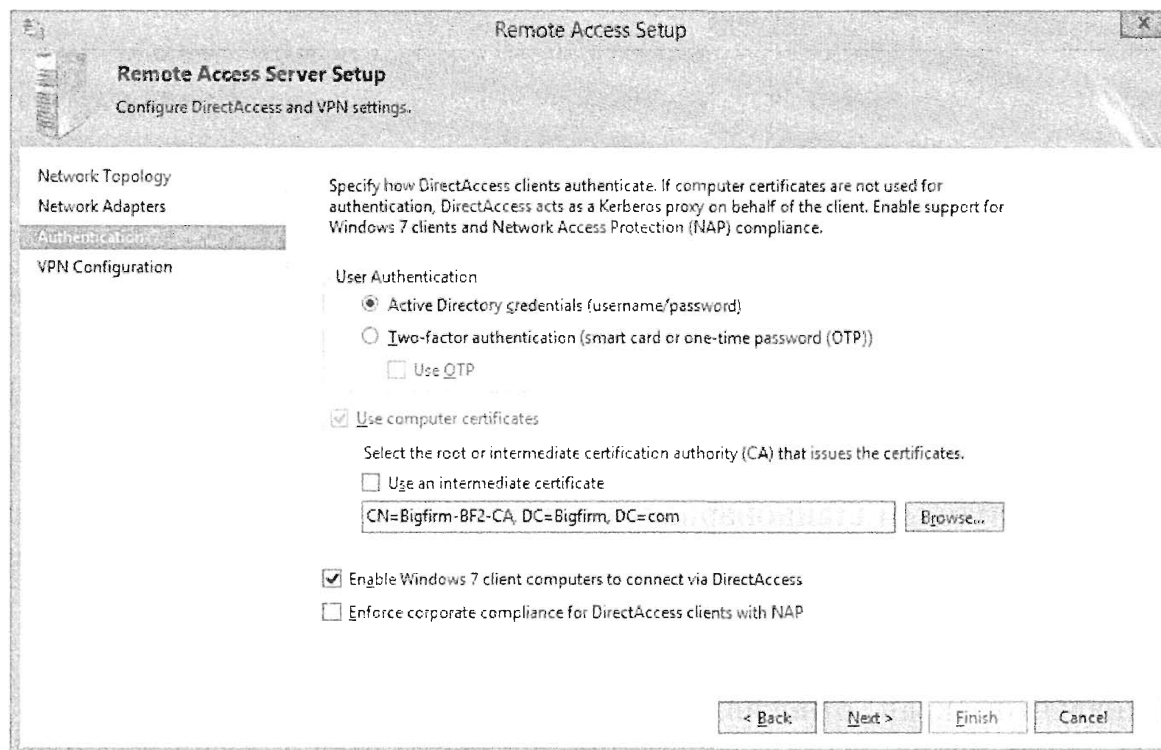 Remote Access Setup
X
Remote Access Server Setup
Configure DirectAccess and VPN settings.
Network Topology
Network Adapters
Authentication
VPN Configuration
Specify how DirectAccess clients authenticate. If computer certificates are not used for
authentication, DirectAccess acts as a Kerberos proxy on behalf of the client. Enable support for
Windows 7 clients and Network Access Protection (NAP) compliance.
User Authentication
Active Directory credentials (username/password)
Two-factor authentication (smart card or one-time password (OTP))
Use OTP
Use computer certificates
Select the root or intermediate certification authority (CA) that issues the certificates.
Use an intermediate certificate
CN=Bigfirm-BF2-CA, DC=Bigfirm, DC=com
Browse...
Enable Windows 7 client computers to connect via DirectAccess
Enforce corporate compliance for DirectAccess clients with NAP
< Back Next > Finish Cancel